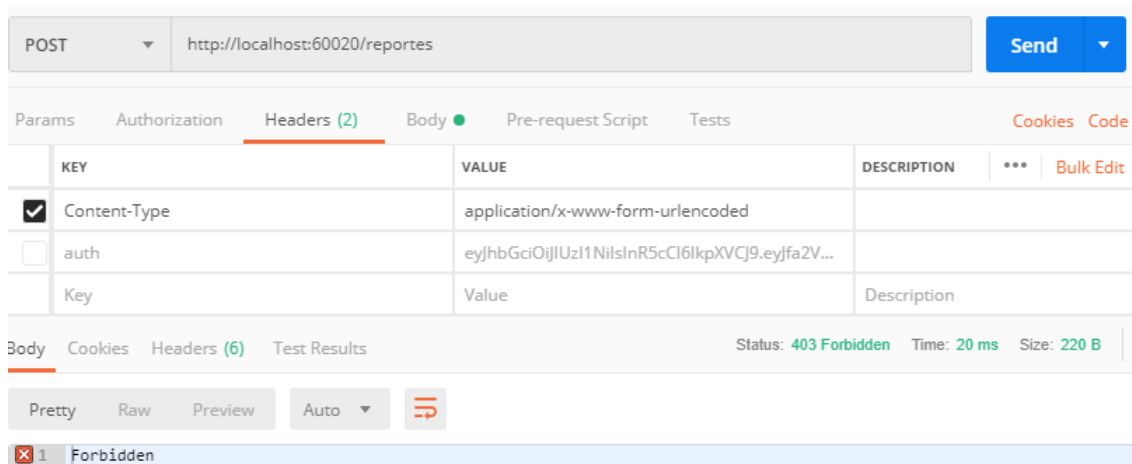 POST http://localhost:60020/reportes Send
Params Authorization Headers (2) Body Pre-request Script Tests Cookies Code
KEY VALUE DESCRIPTION ••• Bulk Edit
Content-Type application/x-www-form-urlencoded
auth eyJhbGciOiJIUzI1NiIsInR5cCI6IkpXVCJ9.eyJfa2V...
Key Value Description
Body Cookies Headers (6) Test Results Status: 403 Forbidden Time: 20 ms Size: 220 B
Pretty Raw Preview Auto
1 Forbidden